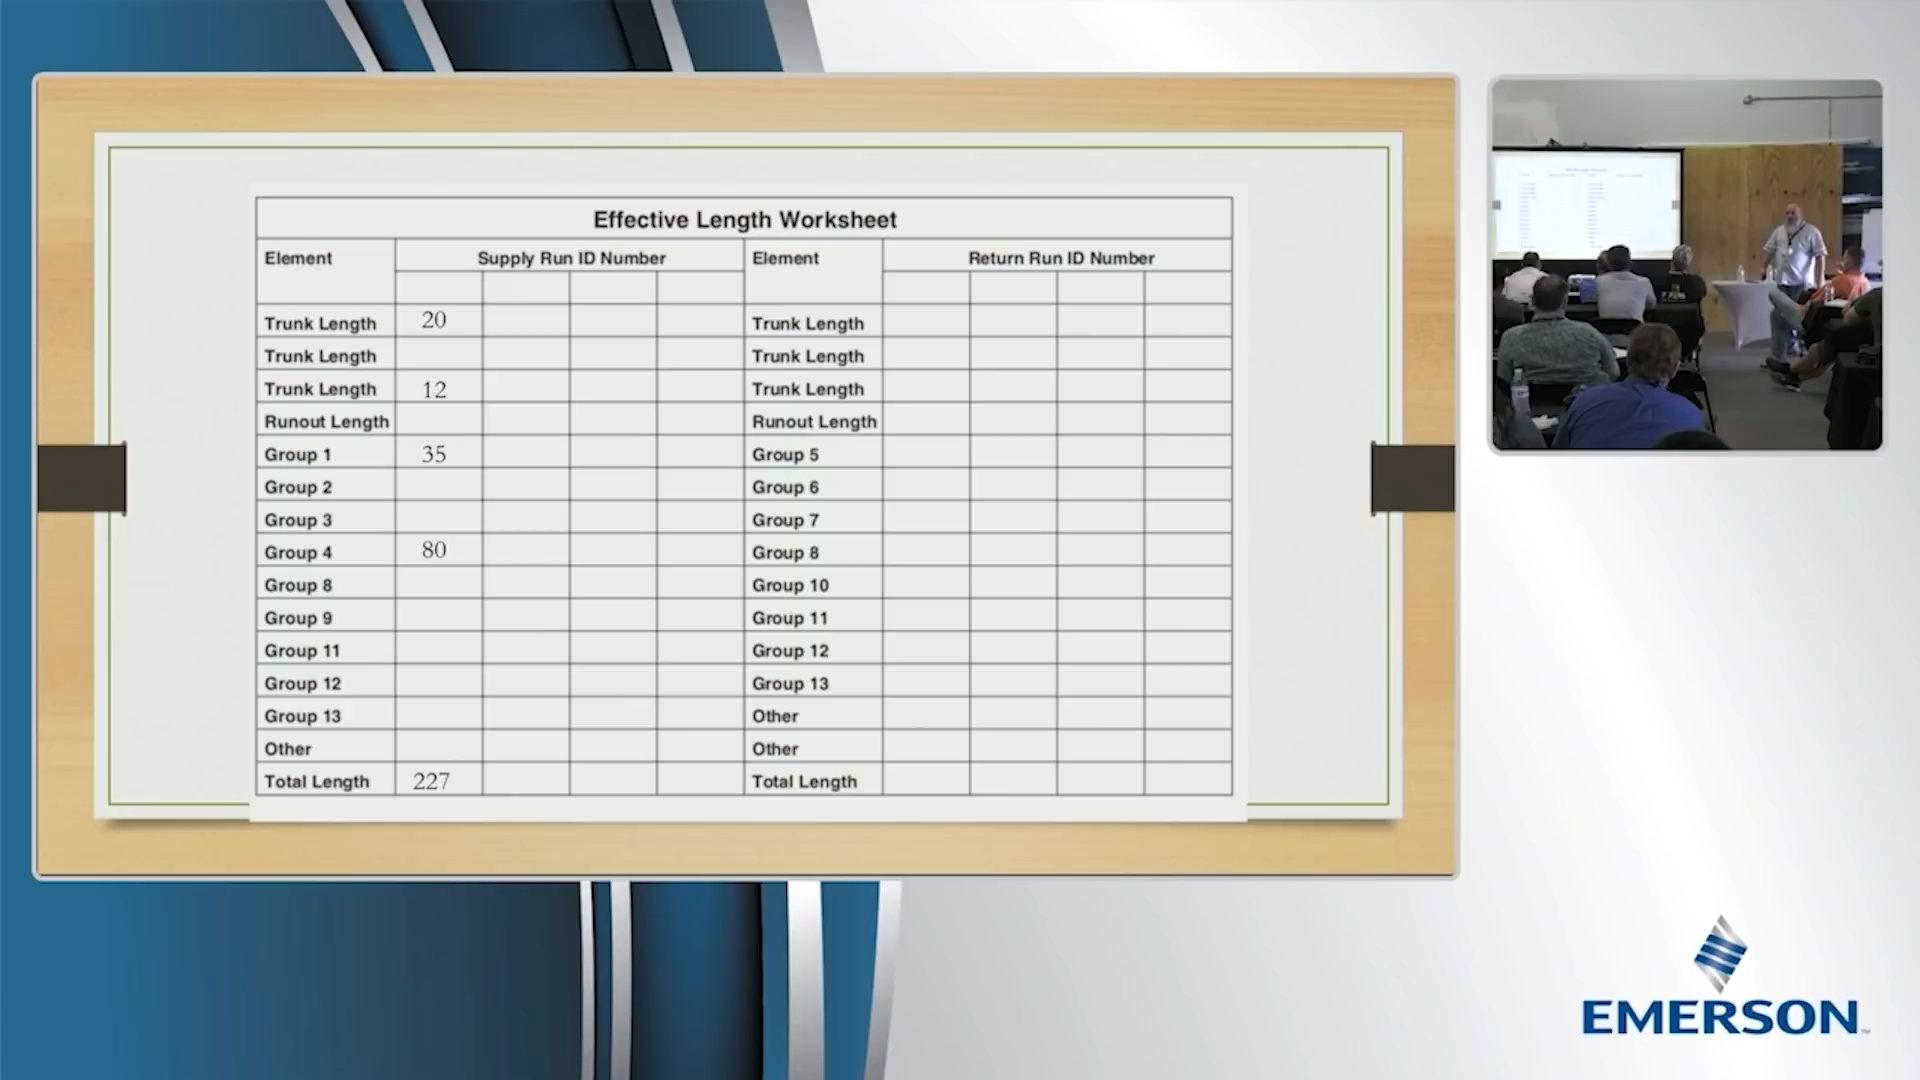 Effective Length Worksheet
Element Supply Run ID Number Element Return Run ID Number
Trunk Length 20 Trunk Length
Trunk Length Trunk Length
Trunk Length 12 Trunk Length
Runout Length Runout Length
Group 1 35 Group 5
Group 2 Group 6
Group 3 Group 7
Group 4 80 Group 8
Group 8 Group 10
Group 9 Group 11
Group 11 Group 12
Group 12 Group 13
Group 13 Other
Other Other
Total Length 227 Total Length
EMERSON